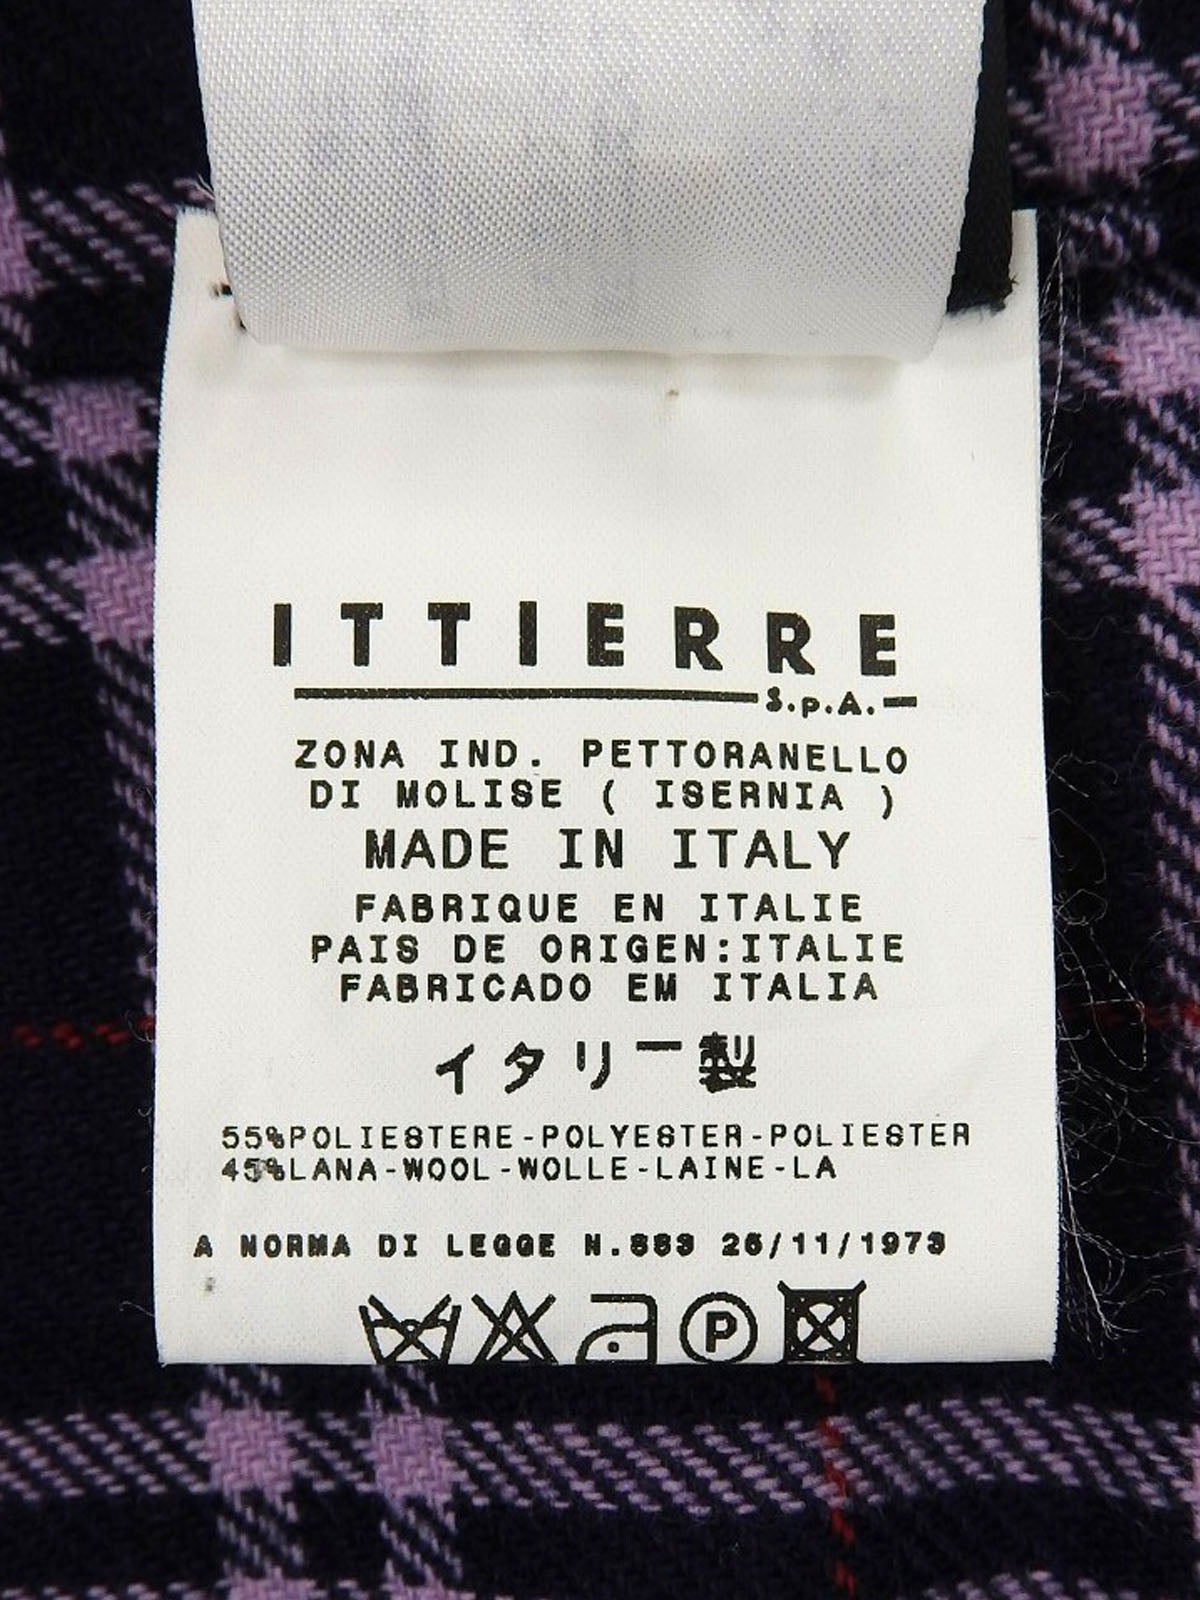 ITTIERRE
S.p.A.
ZONA IND. PETTORANELLO
DI MOLISE ( ISERNIA )
MADE IN ITALY
FABRIQUE EN ITALIE
PAIS DE ORIGEN:ITALIE
FABRICADO EM ITALIA
イタリー製
55%POLIESTERE-POLYESTER-POLIESTER
45%LANA-WOOL-WOLLE-LAINE-LA
A NORMA DI LEGGE N.883 26/11/1973
P